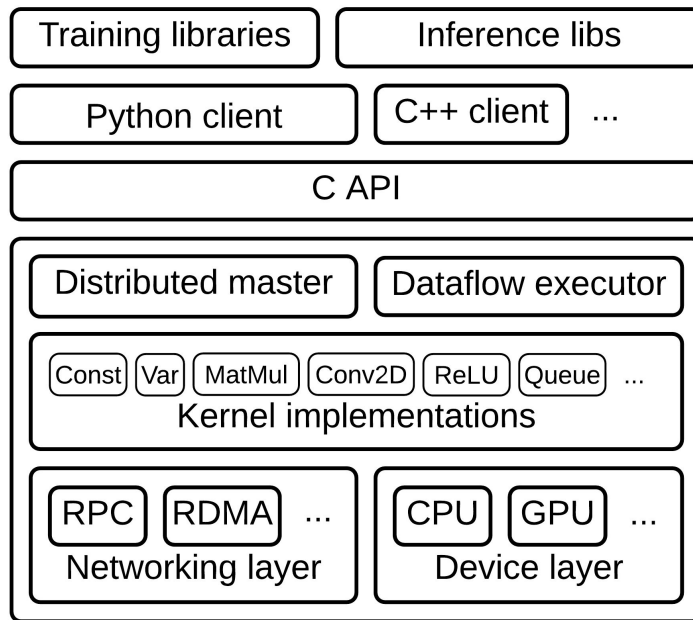 Training libraries Inference libs
Python client C++ client ...
C API
Distributed master Dataflow executor
Const Var MatMul Conv2D ReLU Queue ...
Kernel implementations
RPC RDMA ... CPU GPU ...
Networking layer Device layer